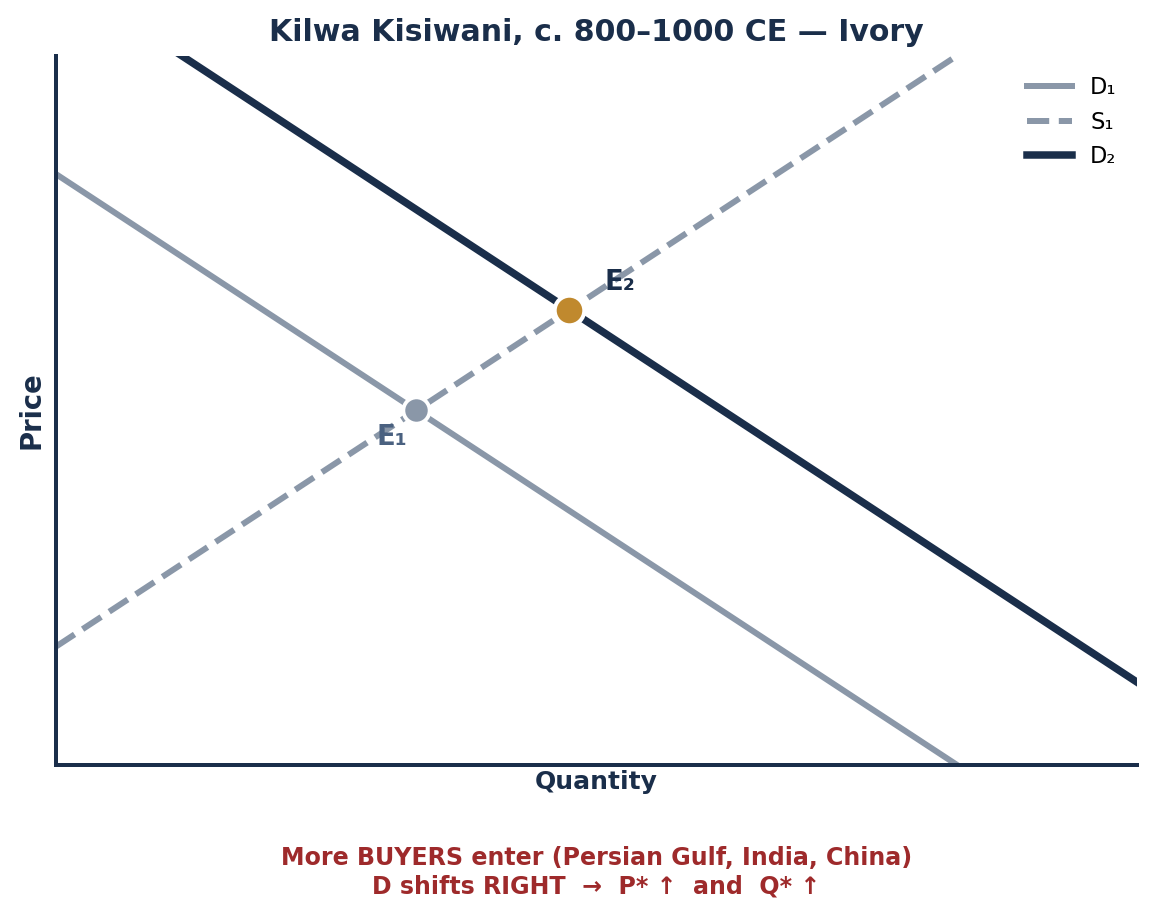 Kilwa Kisiwani, c. 800–1000 CE — Ivory
D₁
S₁
D₂
E₂
E₁
Price
Quantity
More BUYERS enter (Persian Gulf, India, China)
D shifts RIGHT → P* ↑ and Q* ↑